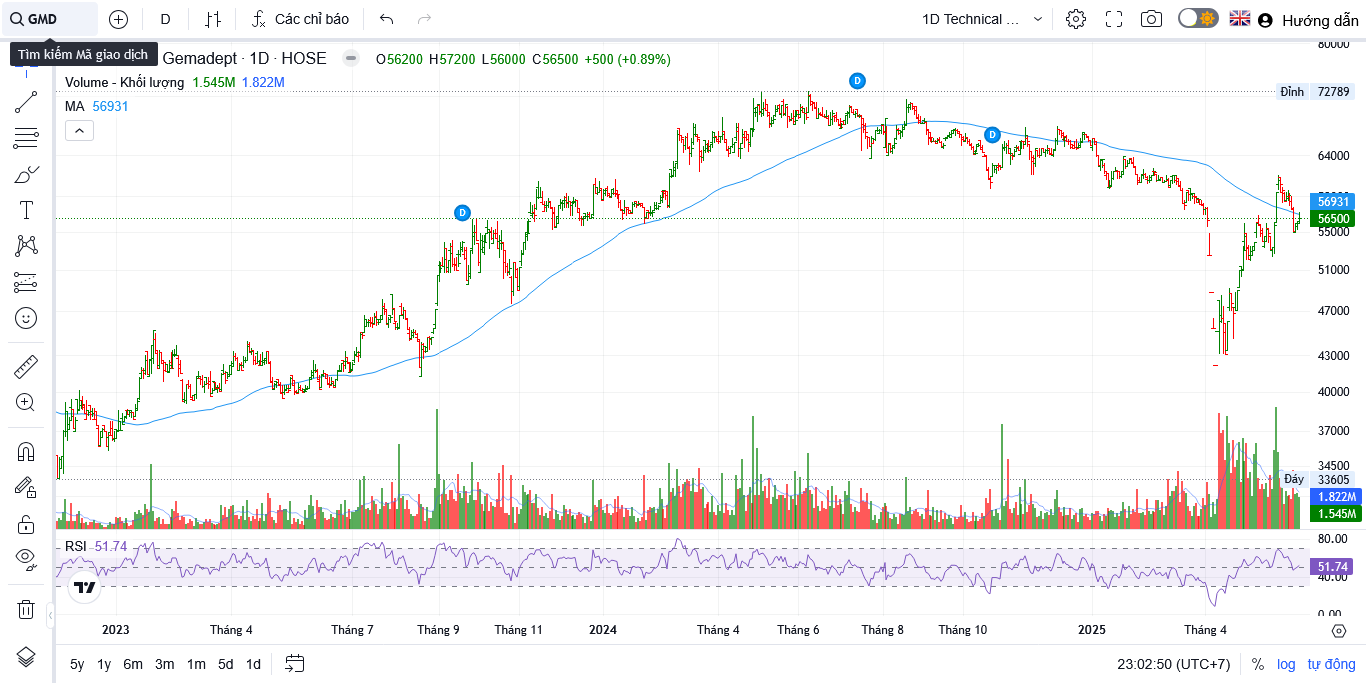 GMD
D
Các chỉ báo
1D Technical ...
Hướng dẫn
Tìm kiếm Mã giao dịch
Gemadept · 1D · HOSE
O56200 H57200 L56000 C56500 +500 (+0.89%)
Volume - Khối lượng 1.545M 1.822M
MA 56931
D
D
D
80000
Đỉnh 72789
64000
56931
56500
55000
51000
47000
43000
40000
37000
34500
Đáy 33605
1.822M
1.545M
RSI 51.74
80.00
51.74
40.00
0.00
2023 Tháng 4 Tháng 7 Tháng 9 Tháng 11 2024 Tháng 4 Tháng 6 Tháng 8 Tháng 10 2025 Tháng 4
5y 1y 6m 3m 1m 5d 1d
23:02:50 (UTC+7) % log tự động